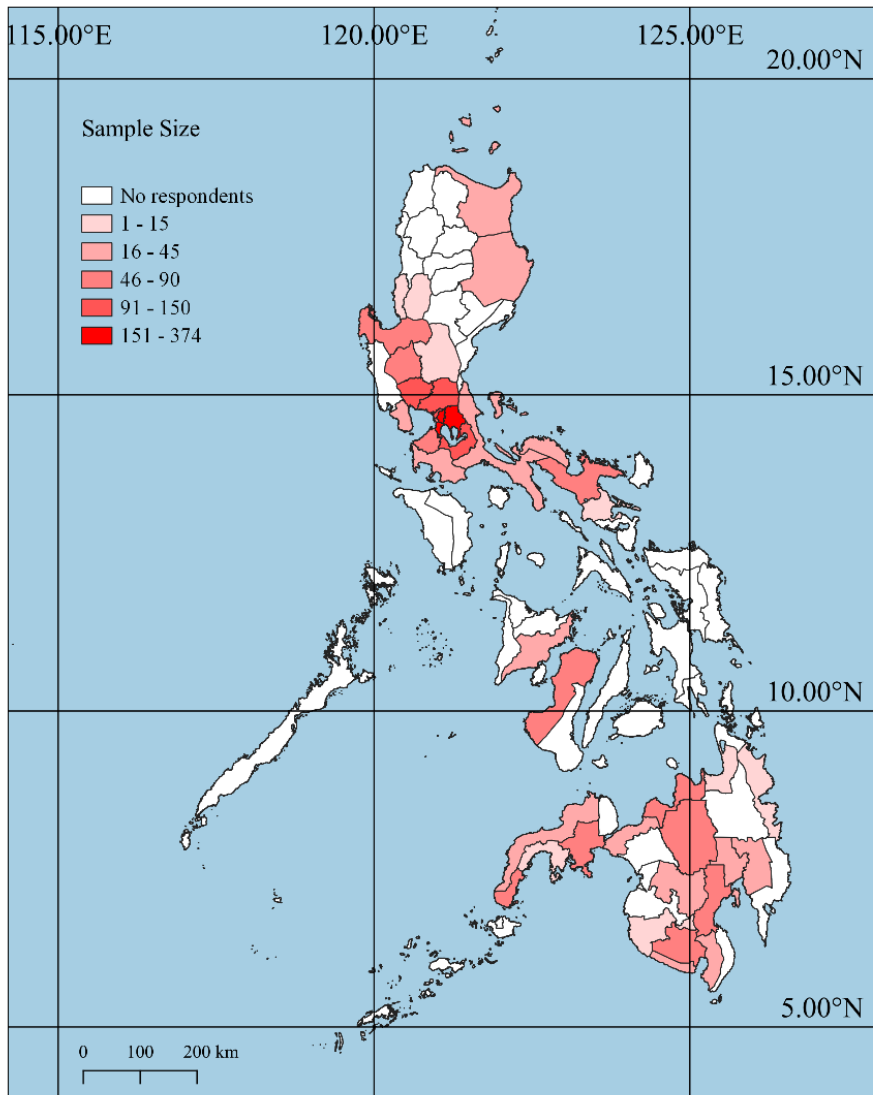 115.00°E 120.00°E 125.00°E
20.00°N
Sample Size
No respondents
1 - 15
16 - 45
46 - 90
91 - 150
151 - 374
15.00°N
10.00°N
5.00°N
0 100 200 km